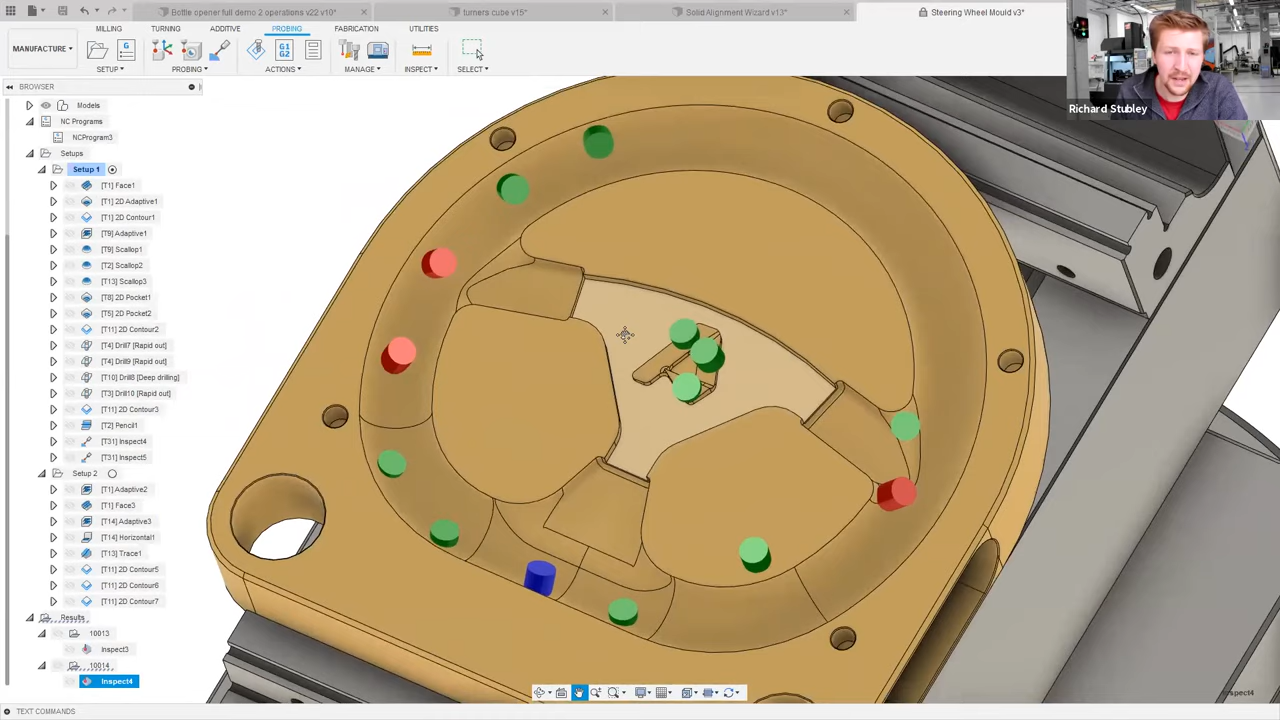 Bottle opener full demo 2 operations v22 v10*
turners cube v15*
Solid Alignment Wizard v13*
Steering Wheel Mould v3*
MILLING TURNING ADDITIVE PROBING FABRICATION UTILITIES
MANUFACTURE
G1
G2
SETUP PROBING ACTIONS MANAGE INSPECT SELECT
Richard Stubley
BROWSER
Models
NC Programs
NCProgram3
Setups
Setup 1
[T1] Face1
[T1] 2D Adaptive1
[T1] 2D Contour1
[T9] Adaptive1
[T9] Scallop1
[T2] Scallop2
[T13] Scallop3
[T8] 2D Pocket1
[T5] 2D Pocket2
[T11] 2D Contour2
[T4] Drill7 [Rapid out]
[T4] Drill9 [Rapid out]
[T10] Drill8 [Deep drilling]
[T3] Drill10 [Rapid out]
[T11] 2D Contour3
[T2] Pencil1
[T31] Inspect4
[T31] Inspect5
Setup 2
[T1] Adaptive2
[T1] Face3
[T14] Adaptive3
[T14] Horizontal1
[T13] Trace1
[T11] 2D Contour5
[T11] 2D Contour6
[T11] 2D Contour7
Results
10013
Inspect3
10014
Inspect4
Inspect4
TEXT COMMANDS